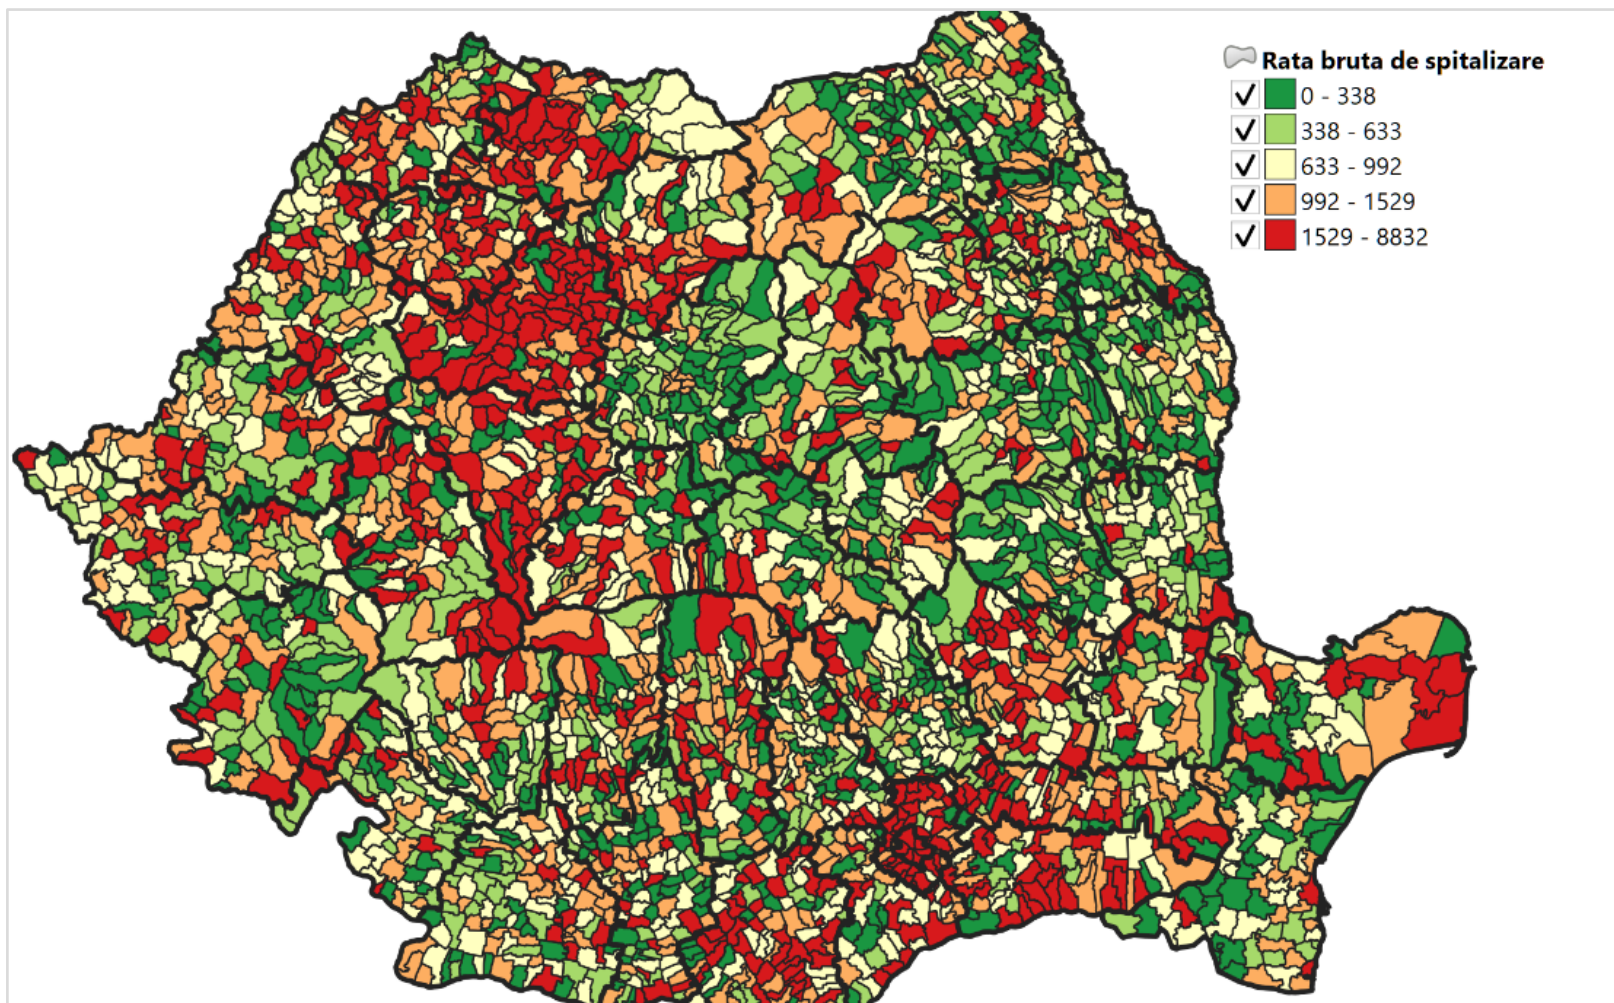 Rata bruta de spitalizare
0 - 338
338 - 633
633 - 992
992 - 1529
1529 - 8832